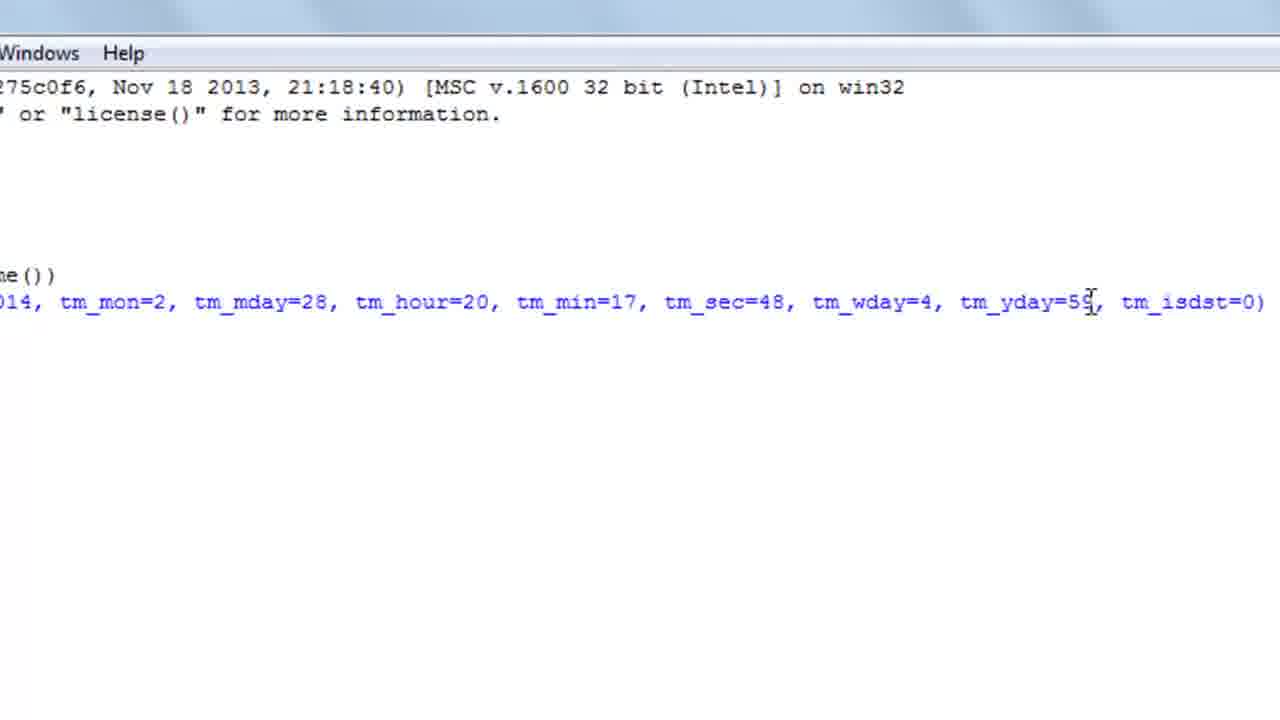 Windows Help
275c0f6, Nov 18 2013, 21:18:40) [MSC v.1600 32 bit (Intel)] on win32
" or "license()" for more information.
me())
014, tm_mon=2, tm_mday=28, tm_hour=20, tm_min=17, tm_sec=48, tm_wday=4, tm_yday=59, tm_isdst=0)